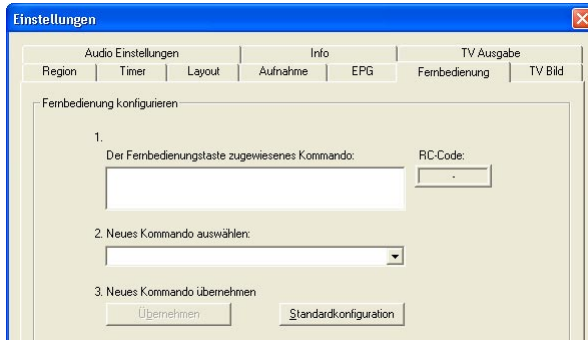 Einstellungen
Audio Einstellungen Info TV Ausgabe
Region Timer Layout Aufnahme EPG Fernbedienung TV Bild
Fernbedienung konfigurieren
1.
Der Fernbedienungstaste zugewiesenes Kommando: RC-Code:
-
2. Neues Kommando auswählen:
3. Neues Kommando übernehmen
Übernehmen Standardkonfiguration